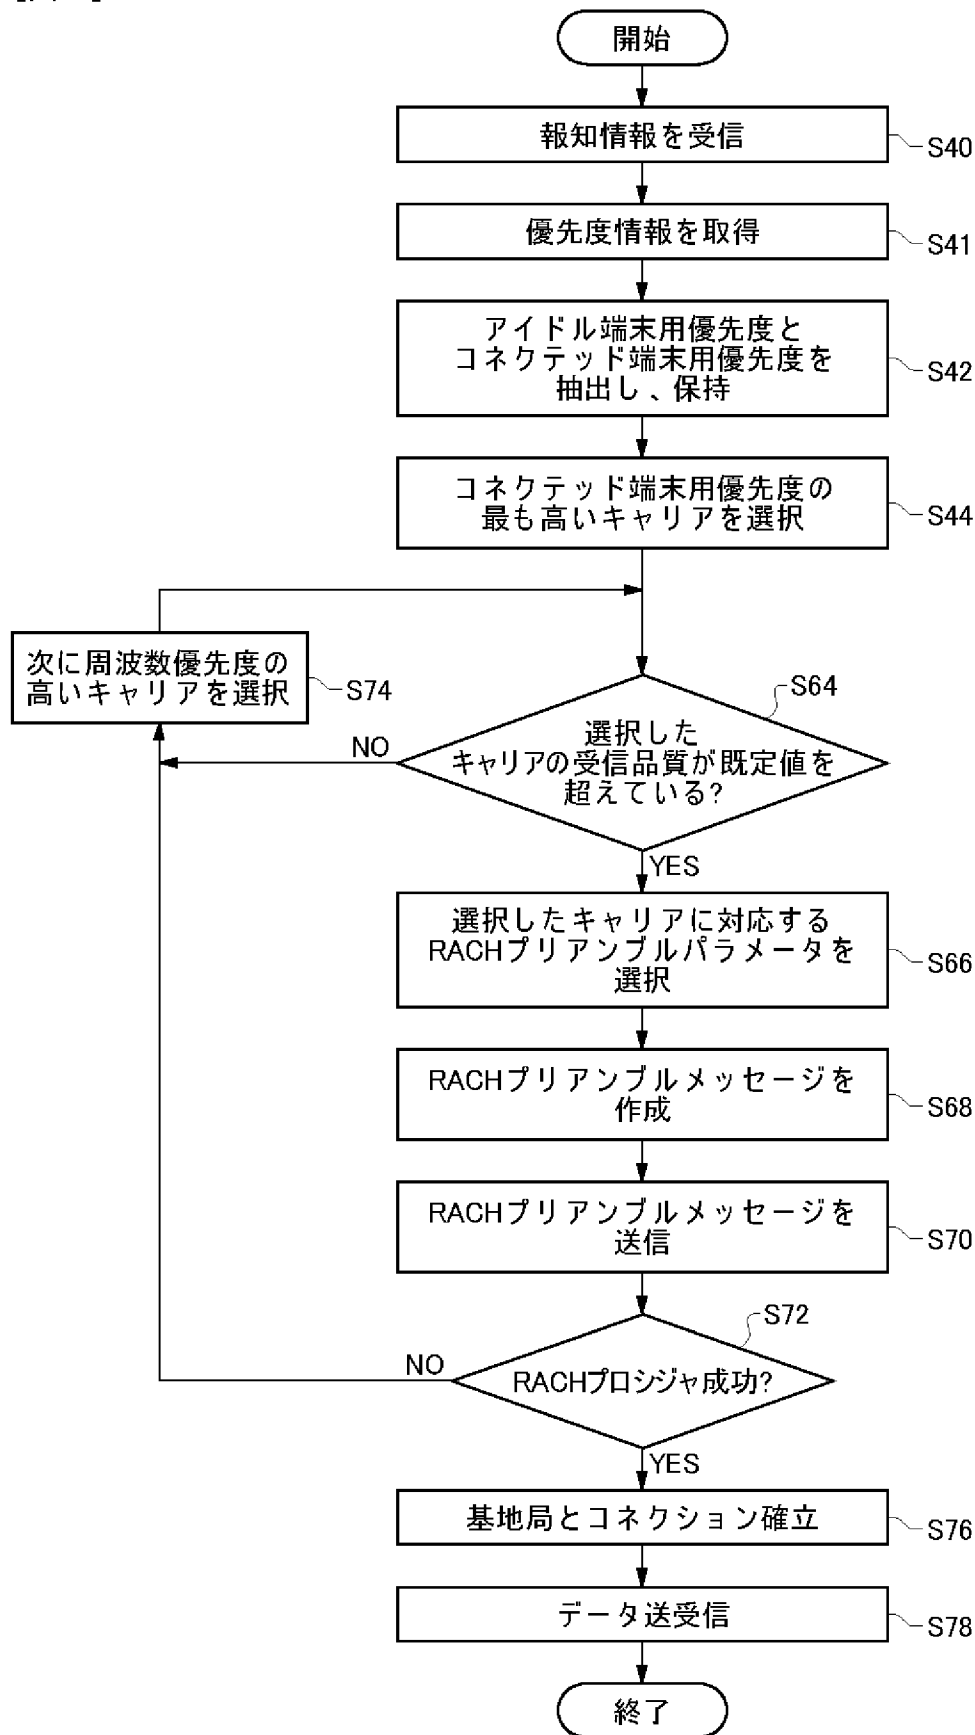 開始
報知情報を受信
S40
優先度情報を取得
S41
アイドル端末用優先度と
コネクテッド端末用優先度を
抽出し、保持
S42
コネクテッド端末用優先度の
最も高いキャリアを選択
S44
次に周波数優先度の
高いキャリアを選択
S74
S64
選択した
キャリアの受信品質が既定値を
超えている?
NO
YES
選択したキャリアに対応する
RACHプリアンブルパラメータを
選択
S66
RACHプリアンブルメッセージを
作成
S68
RACHプリアンブルメッセージを
送信
S70
S72
RACHプロシジャ成功?
NO
YES
基地局とコネクション確立
S76
データ送受信
S78
終了